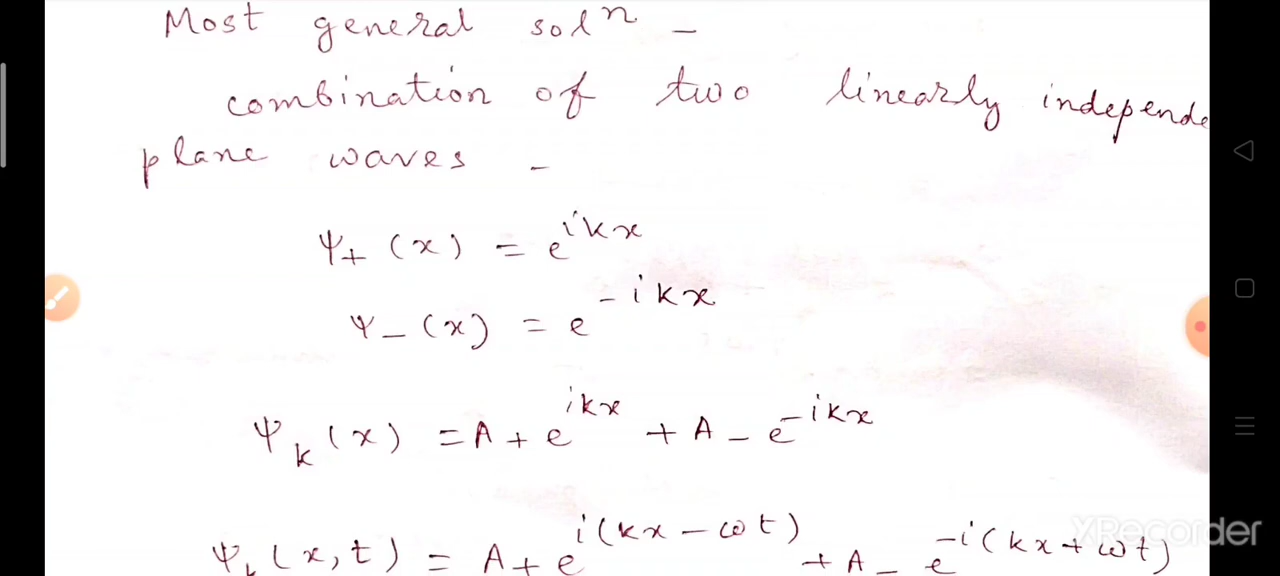 Most general solⁿ –
combination of two linearly independe
plane waves –
Ψ₊ (x) = e^{ikx}
Ψ₋ (x) = e^{-ikx}
Ψ_k (x) = A₊ e^{ikx} + A₋ e^{-ikx}
Ψ_k (x, t) = A₊ e^{i(kx - ωt)} + A₋ e^{-i(kx + ωt)}
XRecorder